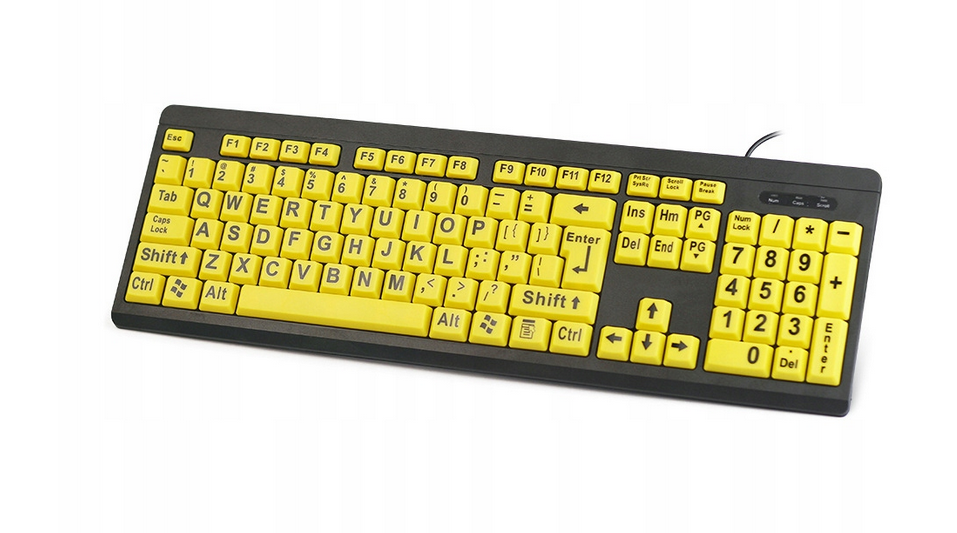 Esc F1 F2 F3 F4 F5 F6 F7 F8 F9 F10 F11 F12 PrtScr SysRq Scroll Lock Pause Break
Num Caps Scroll
~ ` ! 1 @ 2 # 3 $ 4 % 5 ^ 6 & 7 * 8 ( 9 ) 0 _ - + = ← Ins Hm PG ▲ Num Lock / * −
Tab Q W E R T Y U I O P [ { ] } Enter Del End PG ▼ 7 8 9 +
Caps Lock A S D F G H J K L ; : , ” \ { 4 5 6
Shift ↑ Z X C V B N M , < . > / ? Shift ↑ ↑ 1 2 3 Enter
Ctrl Alt Alt Ctrl ← ↓ → 0 . Del